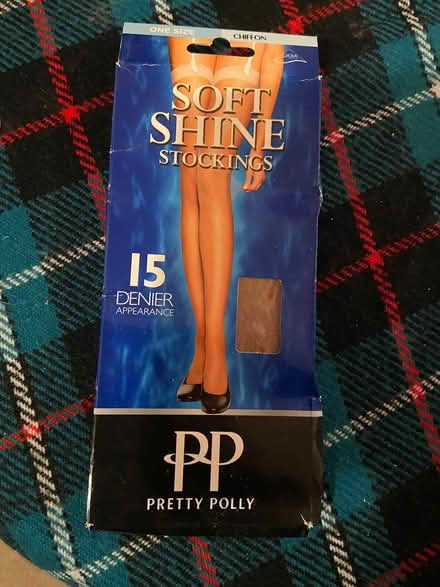 ONE SIZE
CHIFFON
SOFT
SHINE
STOCKINGS
15
DENIER
APPEARANCE
PP
PRETTY POLLY